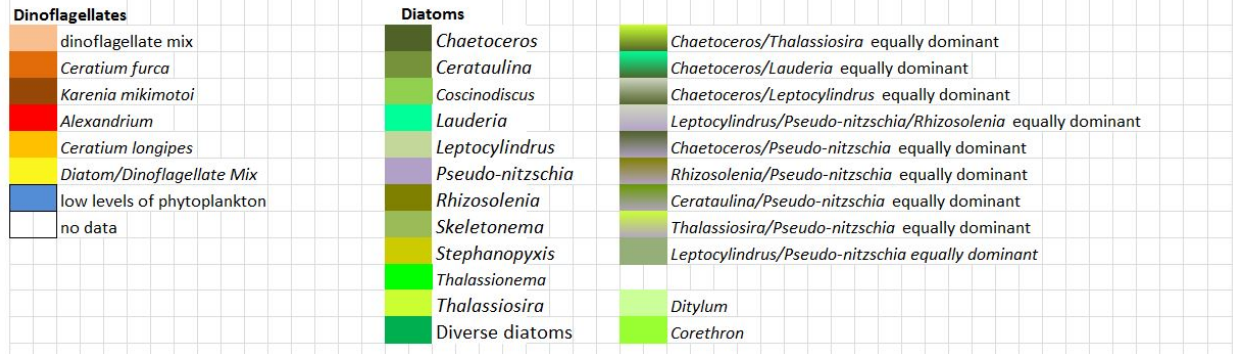 Dinoflagellates
dinoflagellate mix
Ceratium furca
Karenia mikimotoi
Alexandrium
Ceratium longipes
Diatom/Dinoflagellate Mix
low levels of phytoplankton
no data
Diatoms
Chaetoceros
Cerataulina
Coscinodiscus
Lauderia
Leptocylindrus
Pseudo-nitzschia
Rhizosolenia
Skeletonema
Stephanopyxis
Thalassionema
Thalassiosira
Diverse diatoms
Chaetoceros/Thalassiosira equally dominant
Chaetoceros/Lauderia equally dominant
Chaetoceros/Leptocylindrus equally dominant
Leptocylindrus/Pseudo-nitzschia/Rhizosolenia equally dominant
Chaetoceros/Pseudo-nitzschia equally dominant
Rhizosolenia/Pseudo-nitzschia equally dominant
Cerataulina/Pseudo-nitzschia equally dominant
Thalassiosira/Pseudo-nitzschia equally dominant
Leptocylindrus/Pseudo-nitzschia equally dominant
Ditylum
Corethron